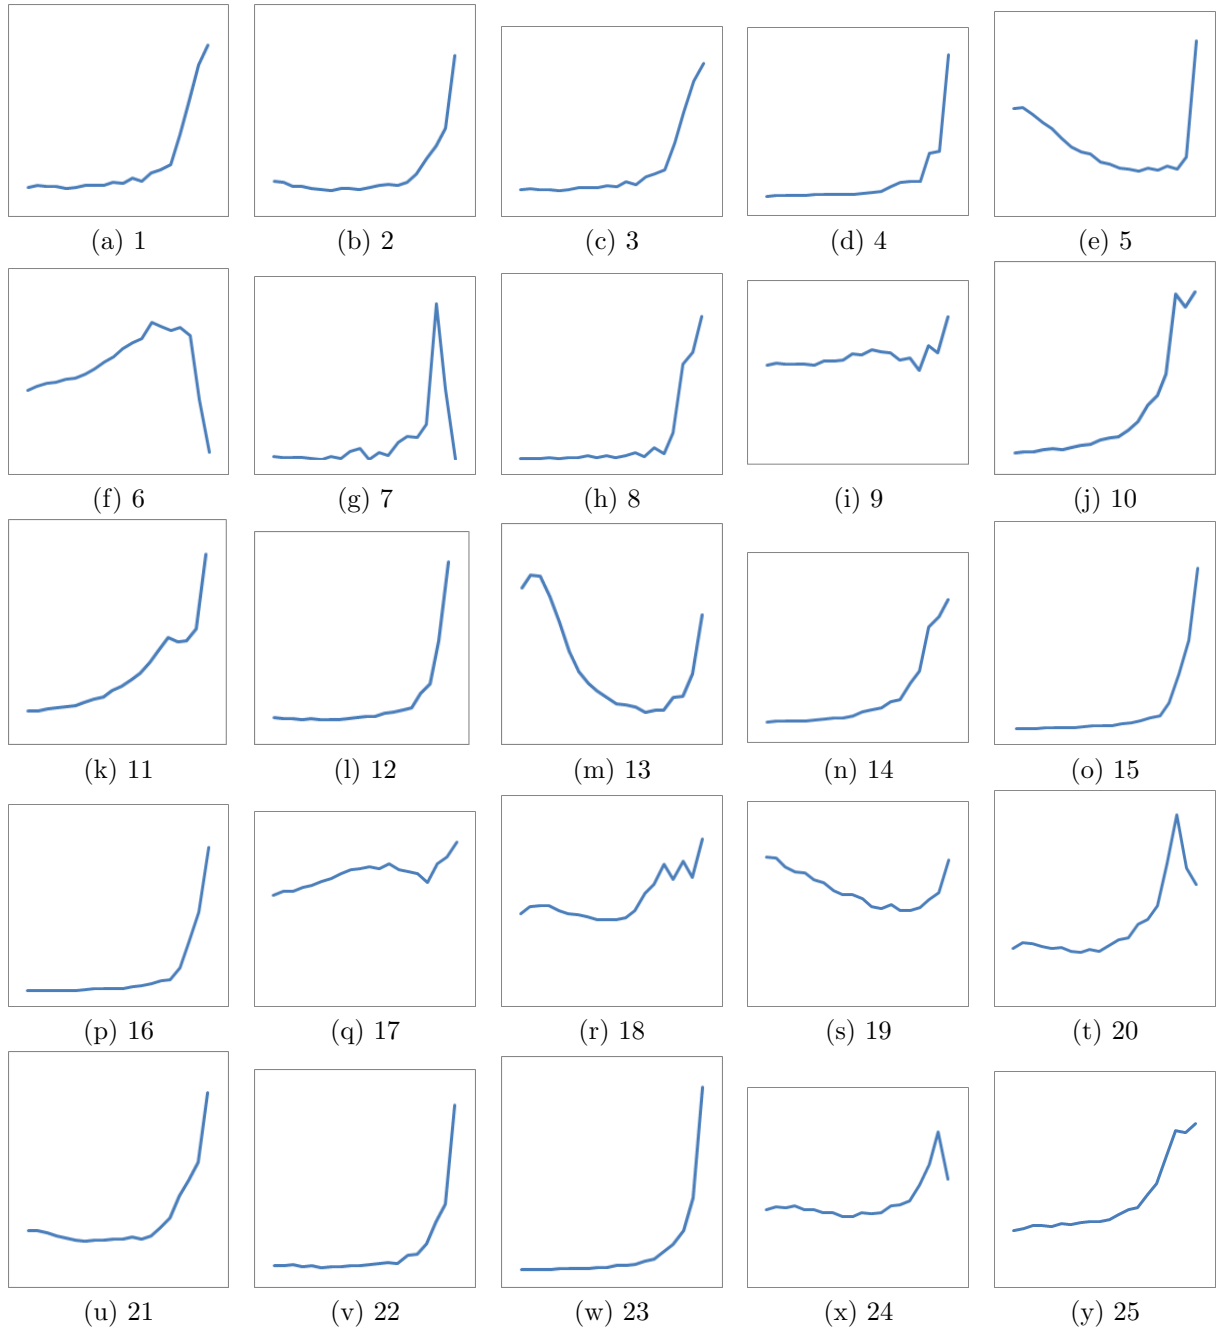 (a) 1
(b) 2
(c) 3
(d) 4
(e) 5
(f) 6
(g) 7
(h) 8
(i) 9
(j) 10
(k) 11
(l) 12
(m) 13
(n) 14
(o) 15
(p) 16
(q) 17
(r) 18
(s) 19
(t) 20
(u) 21
(v) 22
(w) 23
(x) 24
(y) 25